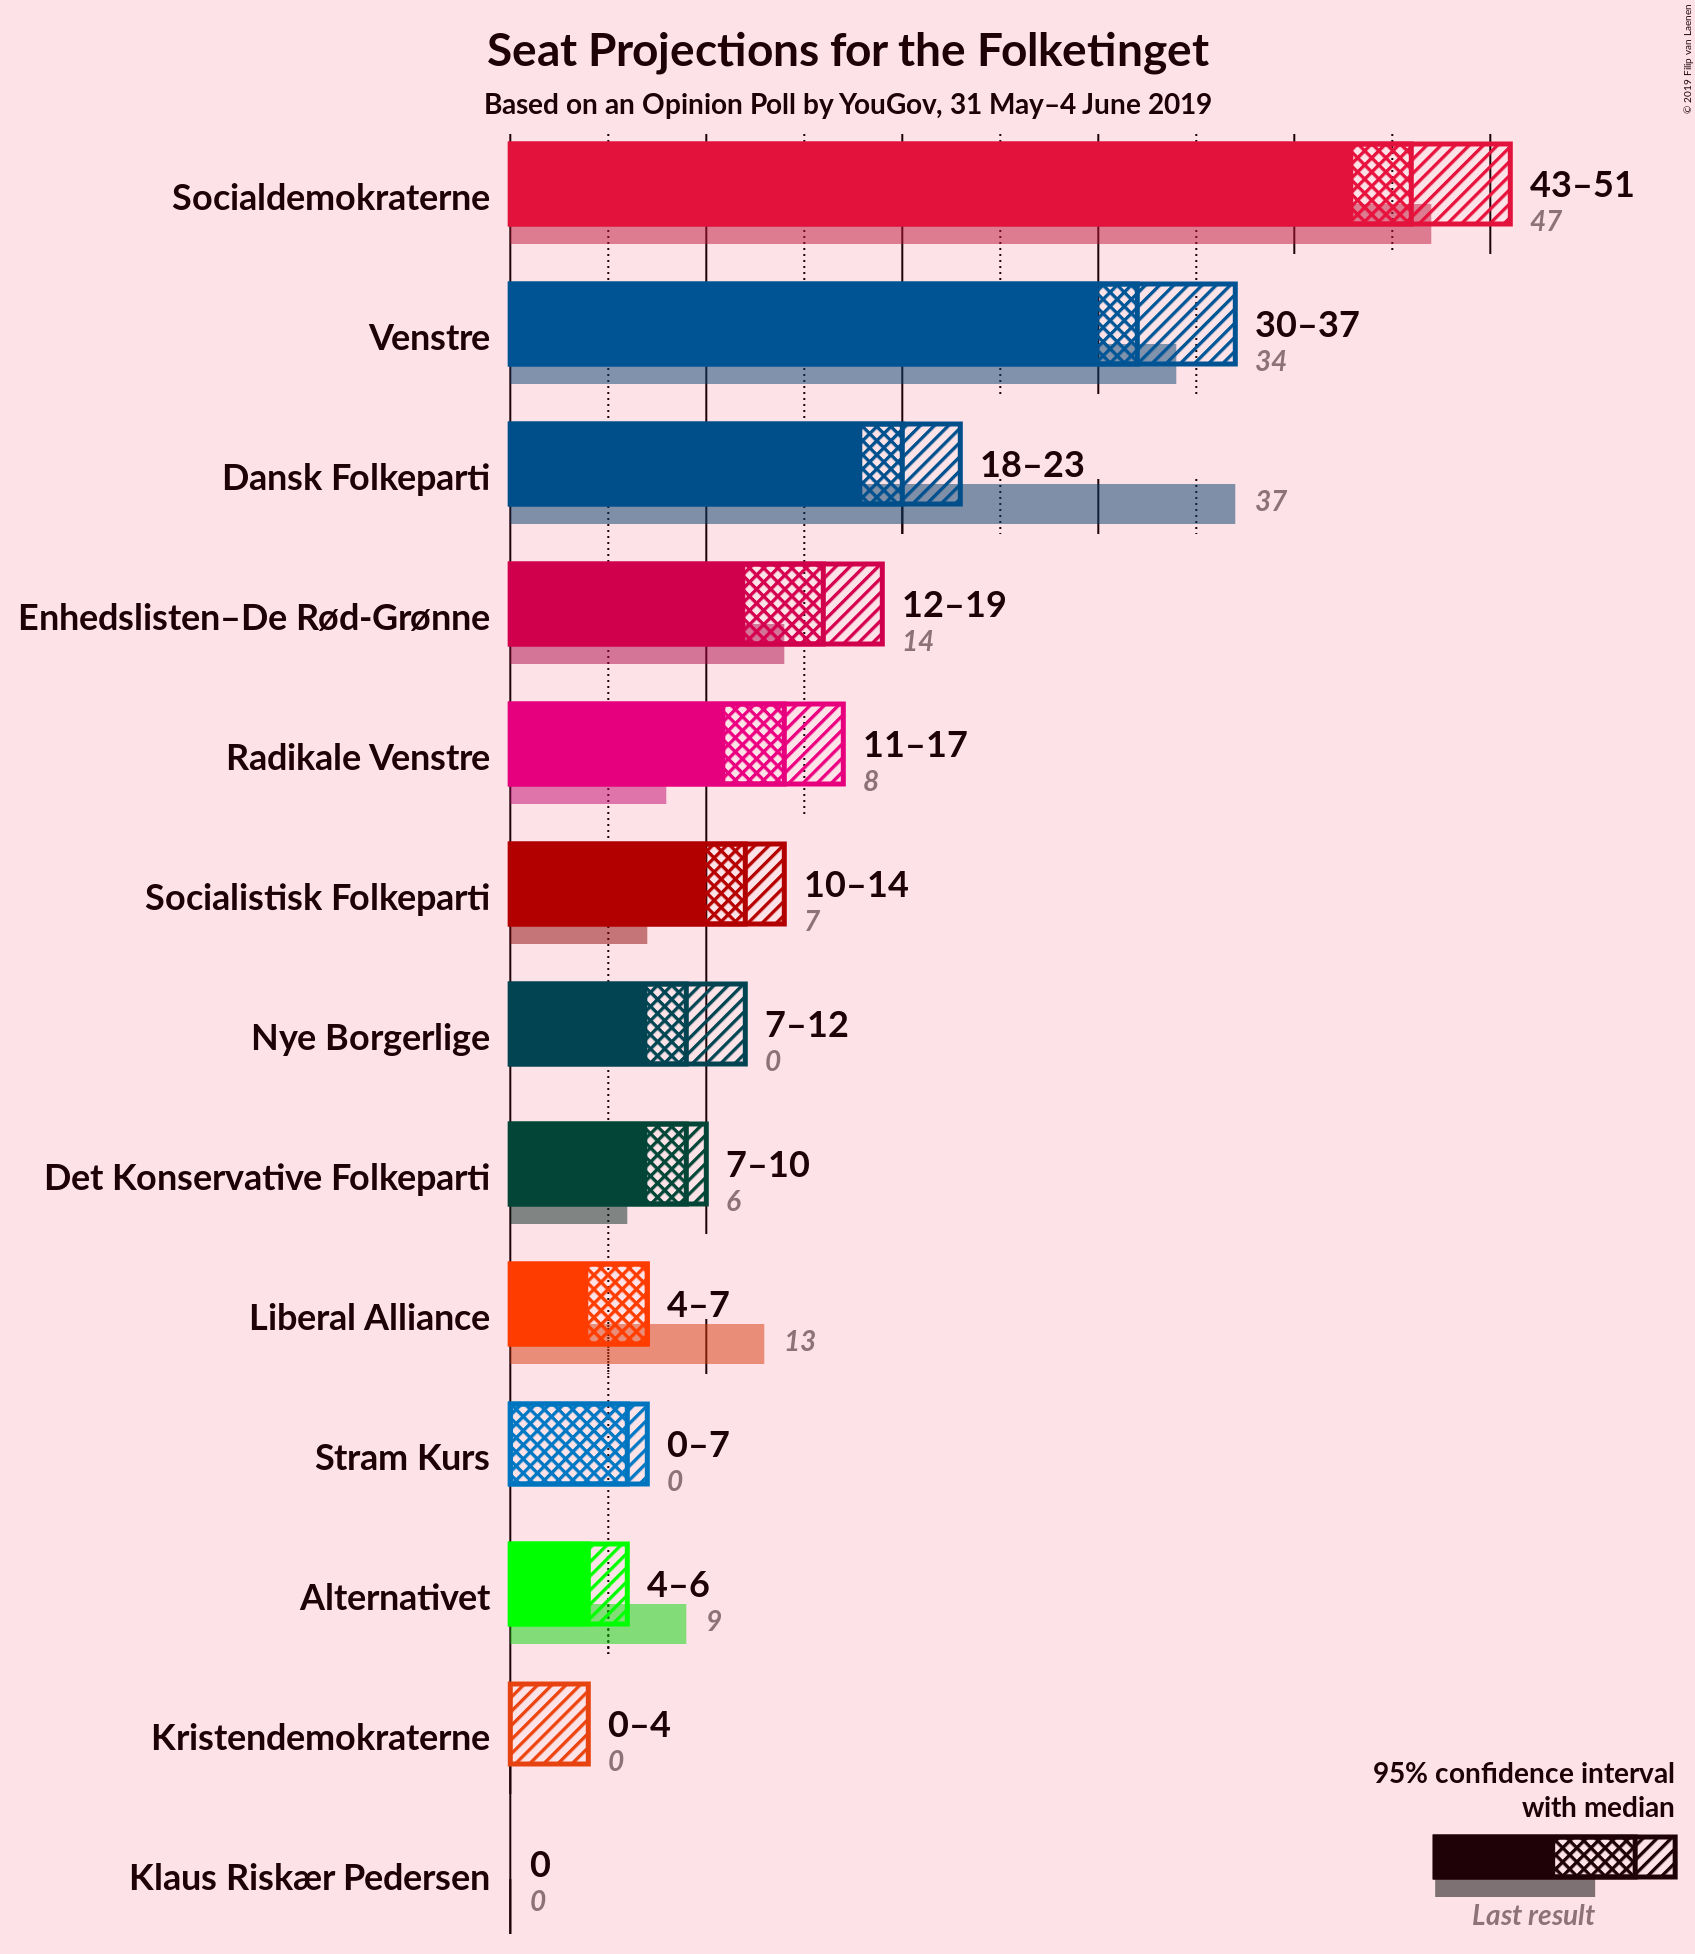 Seat Projections for the Folketinget
Based on an Opinion Poll by YouGov, 31 May–4 June 2019
© 2019 Filip van Laenen
Socialdemokraterne
43–51
47
Venstre
30–37
34
Dansk Folkeparti
18–23
37
Enhedslisten–De Rød-Grønne
12–19
14
Radikale Venstre
11–17
8
Socialistisk Folkeparti
10–14
7
Nye Borgerlige
7–12
0
Det Konservative Folkeparti
7–10
6
Liberal Alliance
4–7
13
Stram Kurs
0–7
0
Alternativet
4–6
9
Kristendemokraterne
0–4
0
Klaus Riskær Pedersen
0
0
95% confidence interval
with median
Last result